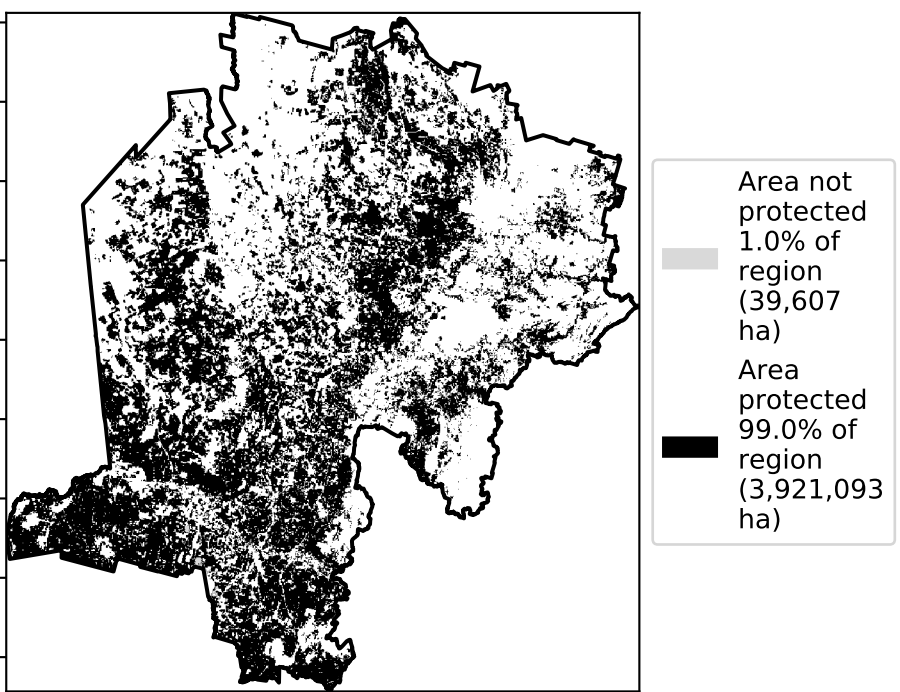 Area not
protected
1.0% of
region
(39,607
ha)
Area
protected
99.0% of
region
(3,921,093
ha)